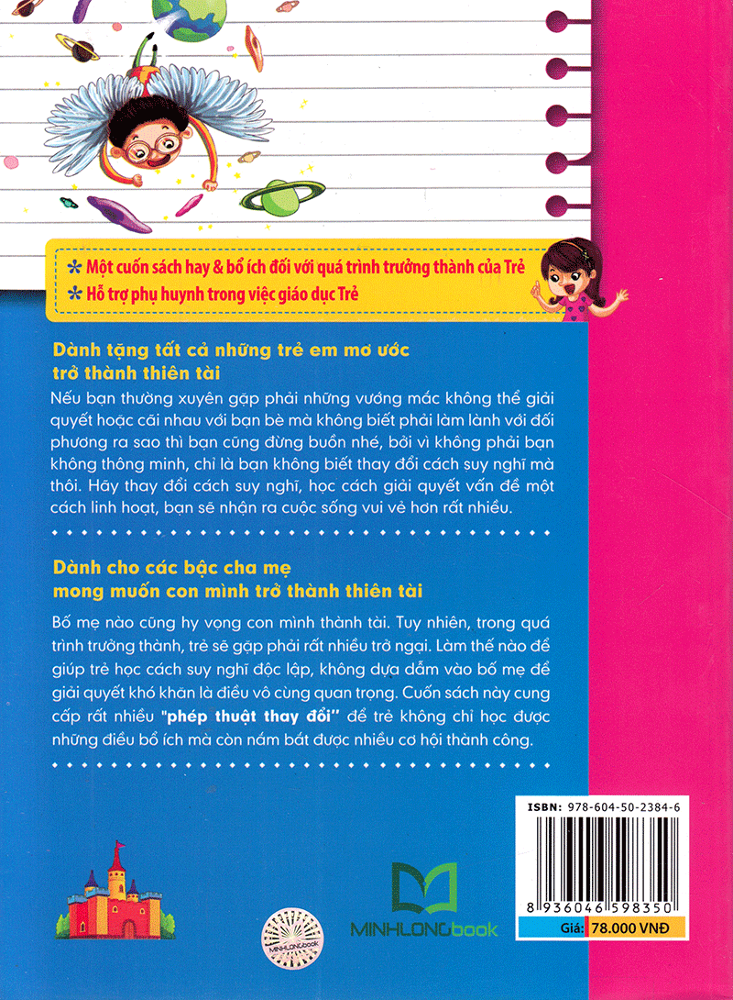 * Một cuốn sách hay & bổ ích đối với quá trình trưởng thành của Trẻ
* Hỗ trợ phụ huynh trong việc giáo dục Trẻ
Dành tặng tất cả những trẻ em mơ ước
trở thành thiên tài
Nếu bạn thường xuyên gặp phải những vướng mắc không thể giải
quyết hoặc cãi nhau với bạn bè mà không biết phải làm lành với đối
phương ra sao thì bạn cũng đừng buồn nhé, bởi vì không phải bạn
không thông minh, chỉ là bạn không biết thay đổi cách suy nghĩ mà
thôi. Hãy thay đổi cách suy nghĩ, học cách giải quyết vấn đề một
cách linh hoạt, bạn sẽ nhận ra cuộc sống vui vẻ hơn rất nhiều.
Dành cho các bậc cha mẹ
mong muốn con mình trở thành thiên tài
Bố mẹ nào cũng hy vọng con mình thành tài. Tuy nhiên, trong quá
trình trưởng thành, trẻ sẽ gặp phải rất nhiều trở ngại. Làm thế nào để
giúp trẻ học cách suy nghĩ độc lập, không dựa dẫm vào bố mẹ để
giải quyết khó khăn là điều vô cùng quan trọng. Cuốn sách này cung
cấp rất nhiều "phép thuật thay đổi" để trẻ không chỉ học được
những điều bổ ích mà còn nắm bắt được nhiều cơ hội thành công.
ISBN: 978-604-50-2384-6
8 936046 598350
Giá: 78.000 VNĐ
MINHLONGbook
MINHLONGbook